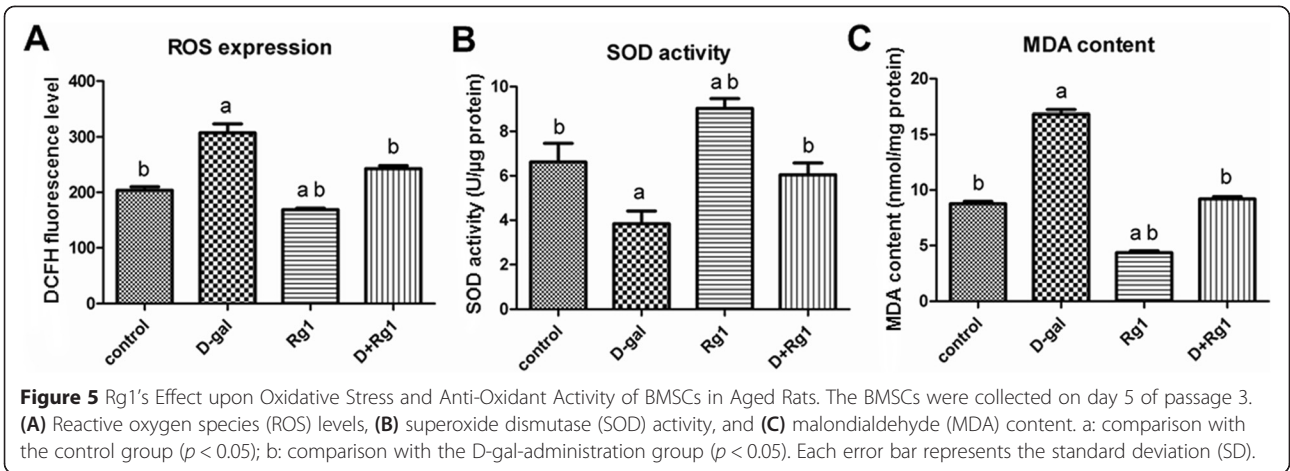 A
ROS expression
DCFH fluorescence level
400
300
200
100
0
b
a
a b
b
control
D-gal
Rg1
D+Rg1
B
SOD activity
SOD activity (U/µg protein)
10
8
6
4
2
0
b
a
a b
b
control
D-gal
Rg1
D+Rg1
C
MDA content
MDA content (nmol/mg protein)
20
15
10
5
0
b
a
a b
b
control
D-gal
Rg1
D+Rg1
Figure 5 Rg1's Effect upon Oxidative Stress and Anti-Oxidant Activity of BMSCs in Aged Rats. The BMSCs were collected on day 5 of passage 3.
(A) Reactive oxygen species (ROS) levels, (B) superoxide dismutase (SOD) activity, and (C) malondialdehyde (MDA) content. a: comparison with
the control group (p < 0.05); b: comparison with the D-gal-administration group (p < 0.05). Each error bar represents the standard deviation (SD).